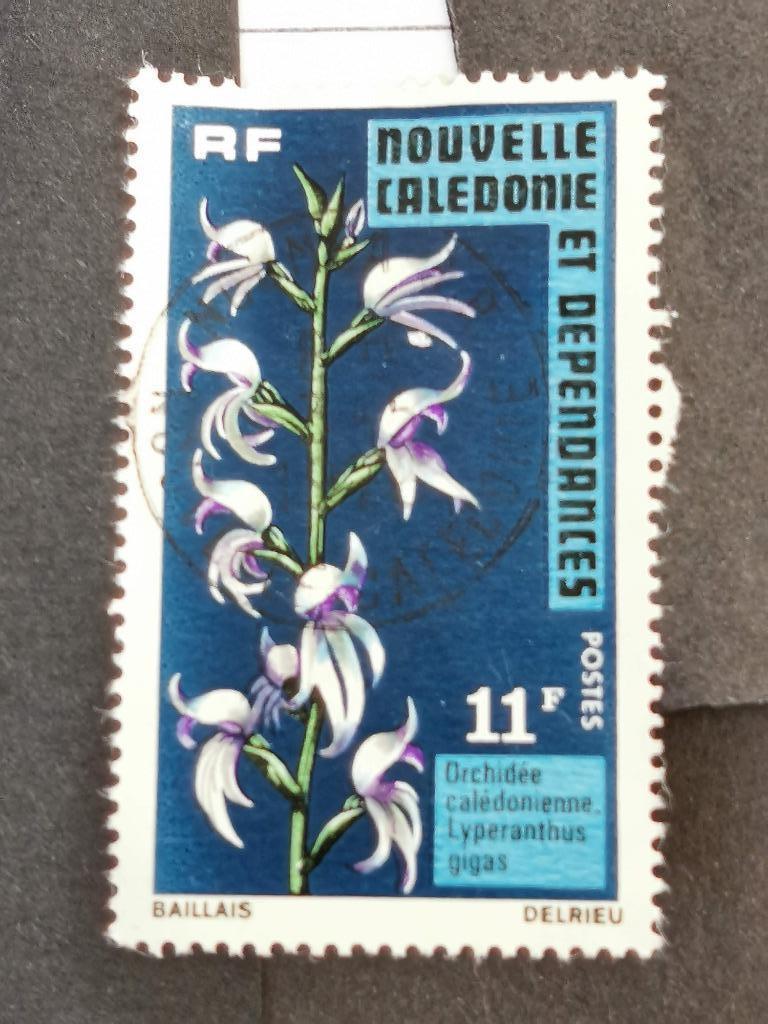 RF
NOUVELLE
CALEDONIE
ET DEPENDANCES
POSTES
11F
Orchidée
calédonienne.
Lyperanthus
gigas
BAILLAIS
DELRIEU